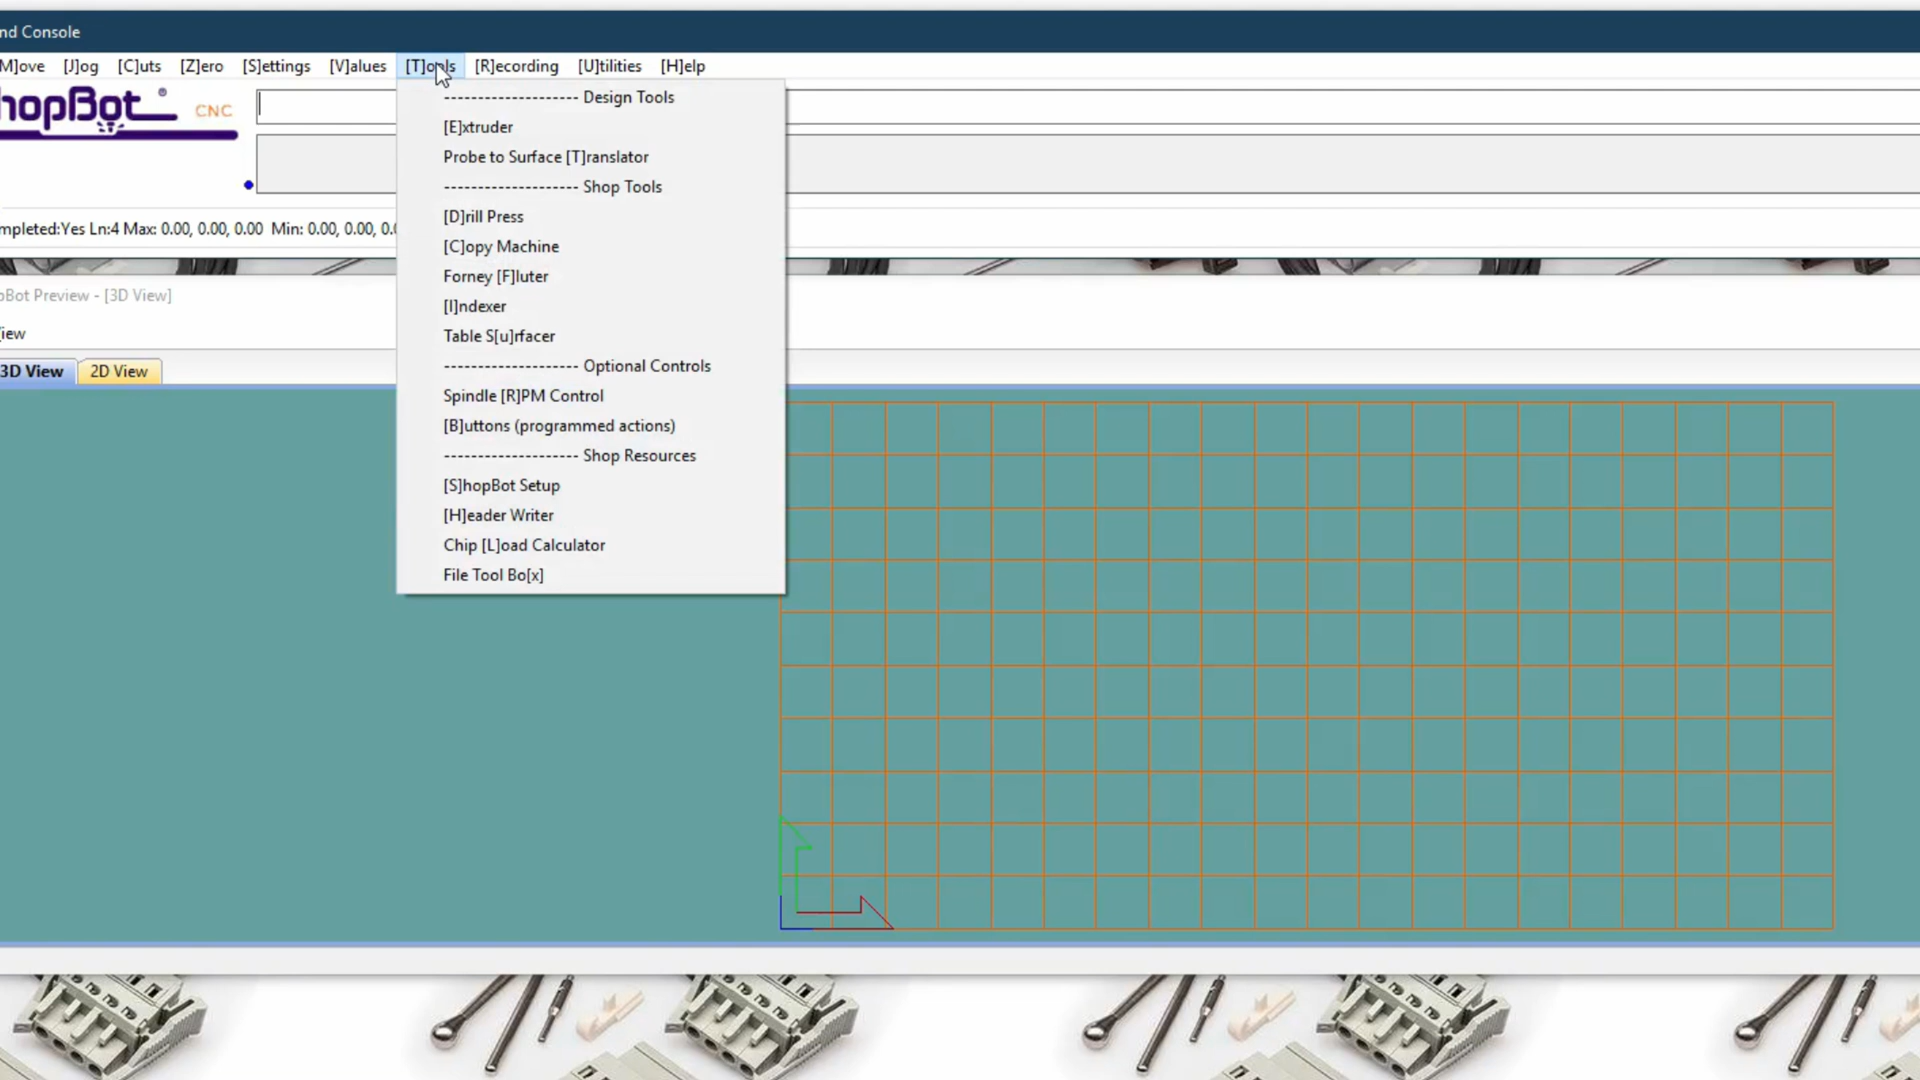 nd Console
M]ove [J]og [C]uts [Z]ero [S]ettings [V]alues [T]ools [R]ecording [U]tilities [H]elp
hopBot ® CNC
-------------------- Design Tools
[E]xtruder
Probe to Surface [T]ranslator
-------------------- Shop Tools
[D]rill Press
mpleted:Yes Ln:4 Max: 0.00, 0.00, 0.00 Min: 0.00, 0.00, 0.0
[C]opy Machine
Forney [F]luter
pBot Preview - [3D View]
[I]ndexer
iew
Table S[u]rfacer
3D View 2D View
-------------------- Optional Controls
Spindle [R]PM Control
[B]uttons (programmed actions)
-------------------- Shop Resources
[S]hopBot Setup
[H]eader Writer
Chip [L]oad Calculator
File Tool Bo[x]